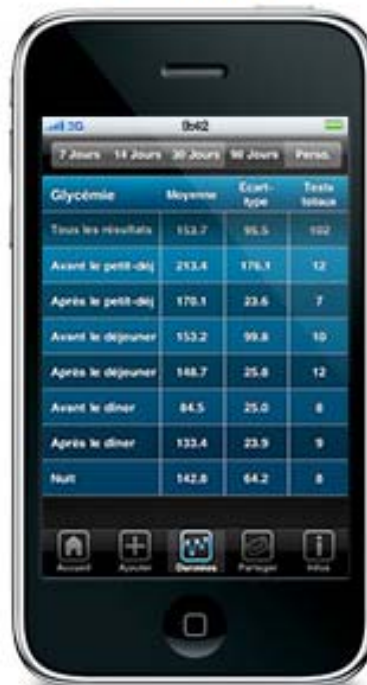 3G 9:42
7 Jours 14 Jours 30 Jours 90 Jours Perso.
Glycémie Moyenne Écart-type Tests totaux
Tous les résultats 153.7 95.5 102
Avant le petit-déj 213.4 176.1 12
Après le petit-déj 170.1 23.6 7
Avant le déjeuner 153.2 99.8 10
Après le déjeuner 148.7 25.8 12
Avant le dîner 84.5 25.0 8
Après le dîner 133.4 23.9 9
Nuit 142.8 64.2 8
Accueil Ajouter Données Partager Infos